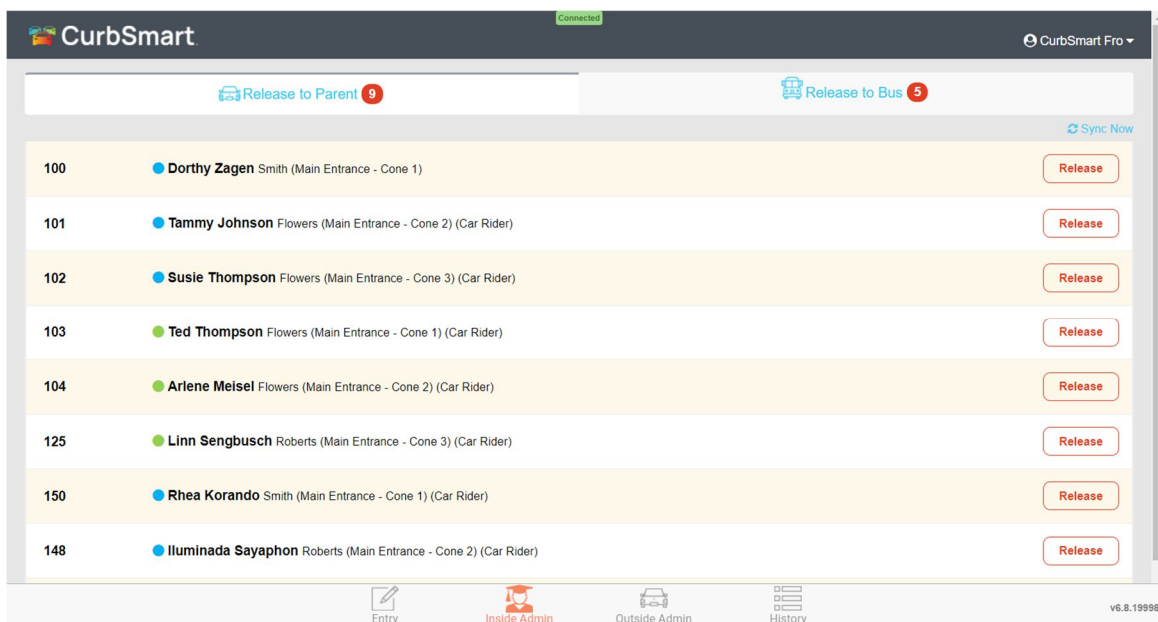 Connected
CurbSmart.
CurbSmart Fro
Release to Parent 9
Release to Bus 5
Sync Now
100 Dorthy Zagen Smith (Main Entrance - Cone 1) Release
101 Tammy Johnson Flowers (Main Entrance - Cone 2) (Car Rider) Release
102 Susie Thompson Flowers (Main Entrance - Cone 3) (Car Rider) Release
103 Ted Thompson Flowers (Main Entrance - Cone 1) (Car Rider) Release
104 Arlene Meisel Flowers (Main Entrance - Cone 2) (Car Rider) Release
125 Linn Sengbusch Roberts (Main Entrance - Cone 3) (Car Rider) Release
150 Rhea Korando Smith (Main Entrance - Cone 1) (Car Rider) Release
148 Iluminada Sayaphon Roberts (Main Entrance - Cone 2) (Car Rider) Release
Entry Inside Admin Outside Admin History v6.8.19998